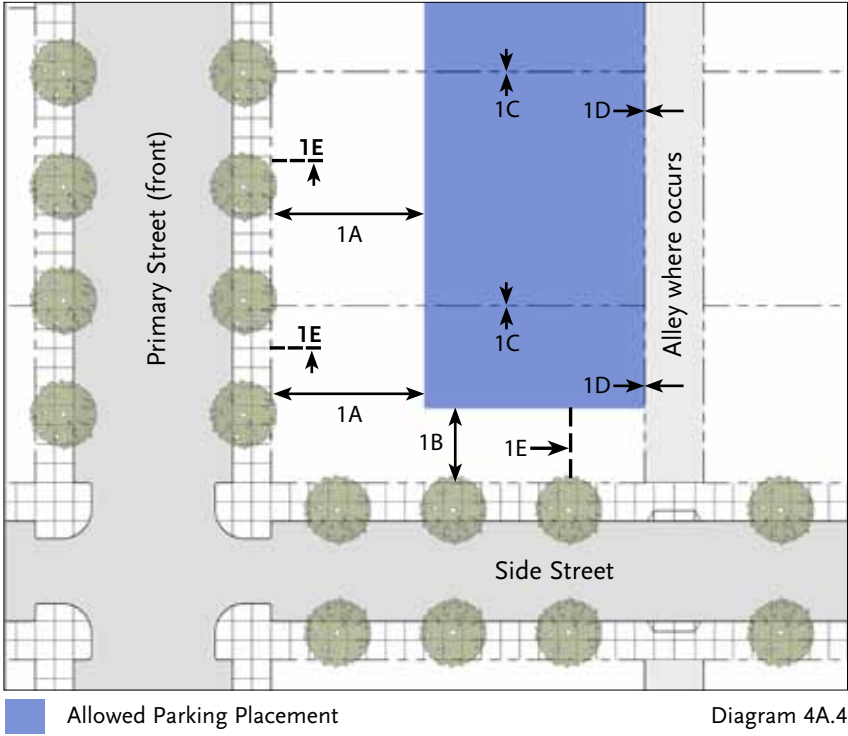 1C
1D
1E
1A
Primary Street (front)
Alley where occurs
1C
1E
1A
1D
1B
1E
Side Street
Allowed Parking Placement
Diagram 4A.4